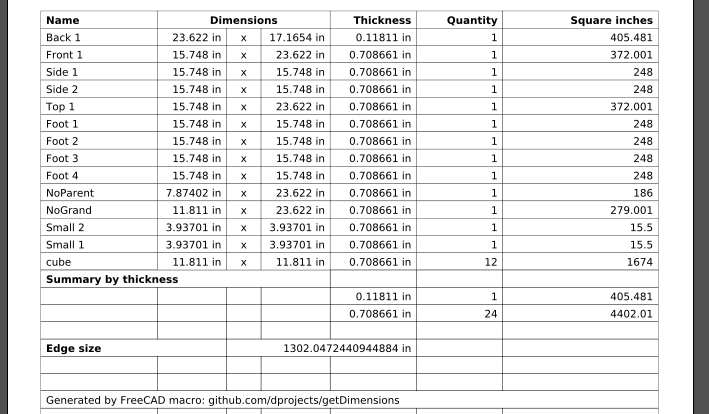 Name Dimensions Thickness Quantity Square inches
Back 1 23.622 in x 17.1654 in 0.11811 in 1 405.481
Front 1 15.748 in x 23.622 in 0.708661 in 1 372.001
Side 1 15.748 in x 15.748 in 0.708661 in 1 248
Side 2 15.748 in x 15.748 in 0.708661 in 1 248
Top 1 15.748 in x 23.622 in 0.708661 in 1 372.001
Foot 1 15.748 in x 15.748 in 0.708661 in 1 248
Foot 2 15.748 in x 15.748 in 0.708661 in 1 248
Foot 3 15.748 in x 15.748 in 0.708661 in 1 248
Foot 4 15.748 in x 15.748 in 0.708661 in 1 248
NoParent 7.87402 in x 23.622 in 0.708661 in 1 186
NoGrand 11.811 in x 23.622 in 0.708661 in 1 279.001
Small 2 3.93701 in x 3.93701 in 0.708661 in 1 15.5
Small 1 3.93701 in x 3.93701 in 0.708661 in 1 15.5
cube 11.811 in x 11.811 in 0.708661 in 12 1674
Summary by thickness
0.11811 in 1 405.481
0.708661 in 24 4402.01
Edge size 1302.0472440944884 in
Generated by FreeCAD macro: github.com/dprojects/getDimensions